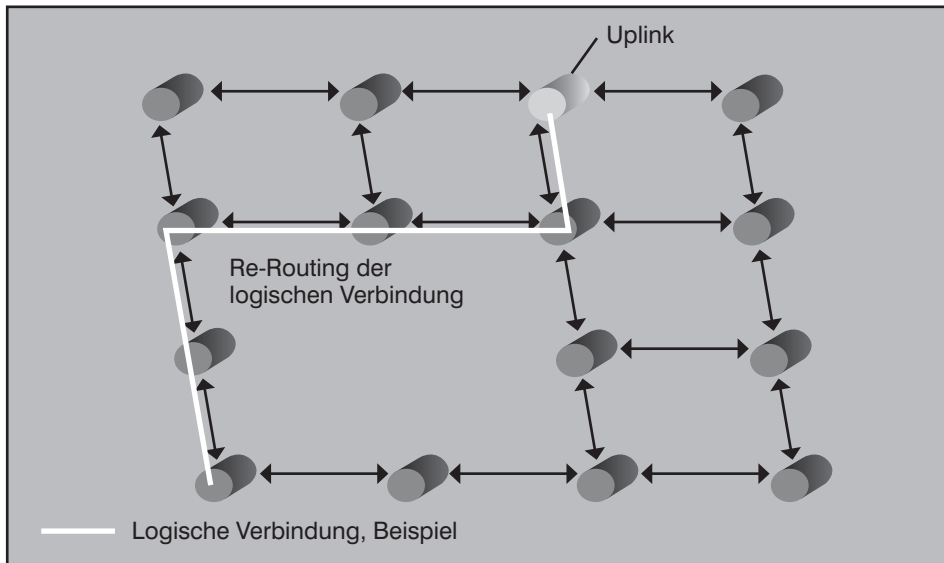 Uplink
Re-Routing der
logischen Verbindung
Logische Verbindung, Beispiel